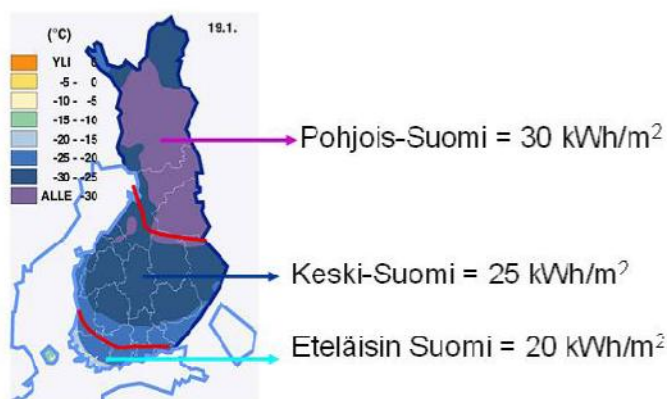 (°C)
19.1.
YLI 0
-5 - 0
-10 - -5
-15 - -10
-20 - -15
-25 - -20
-30 - -25
ALLE -30
Pohjois-Suomi = 30 kWh/m²
Keski-Suomi = 25 kWh/m²
Eteläisin Suomi = 20 kWh/m²